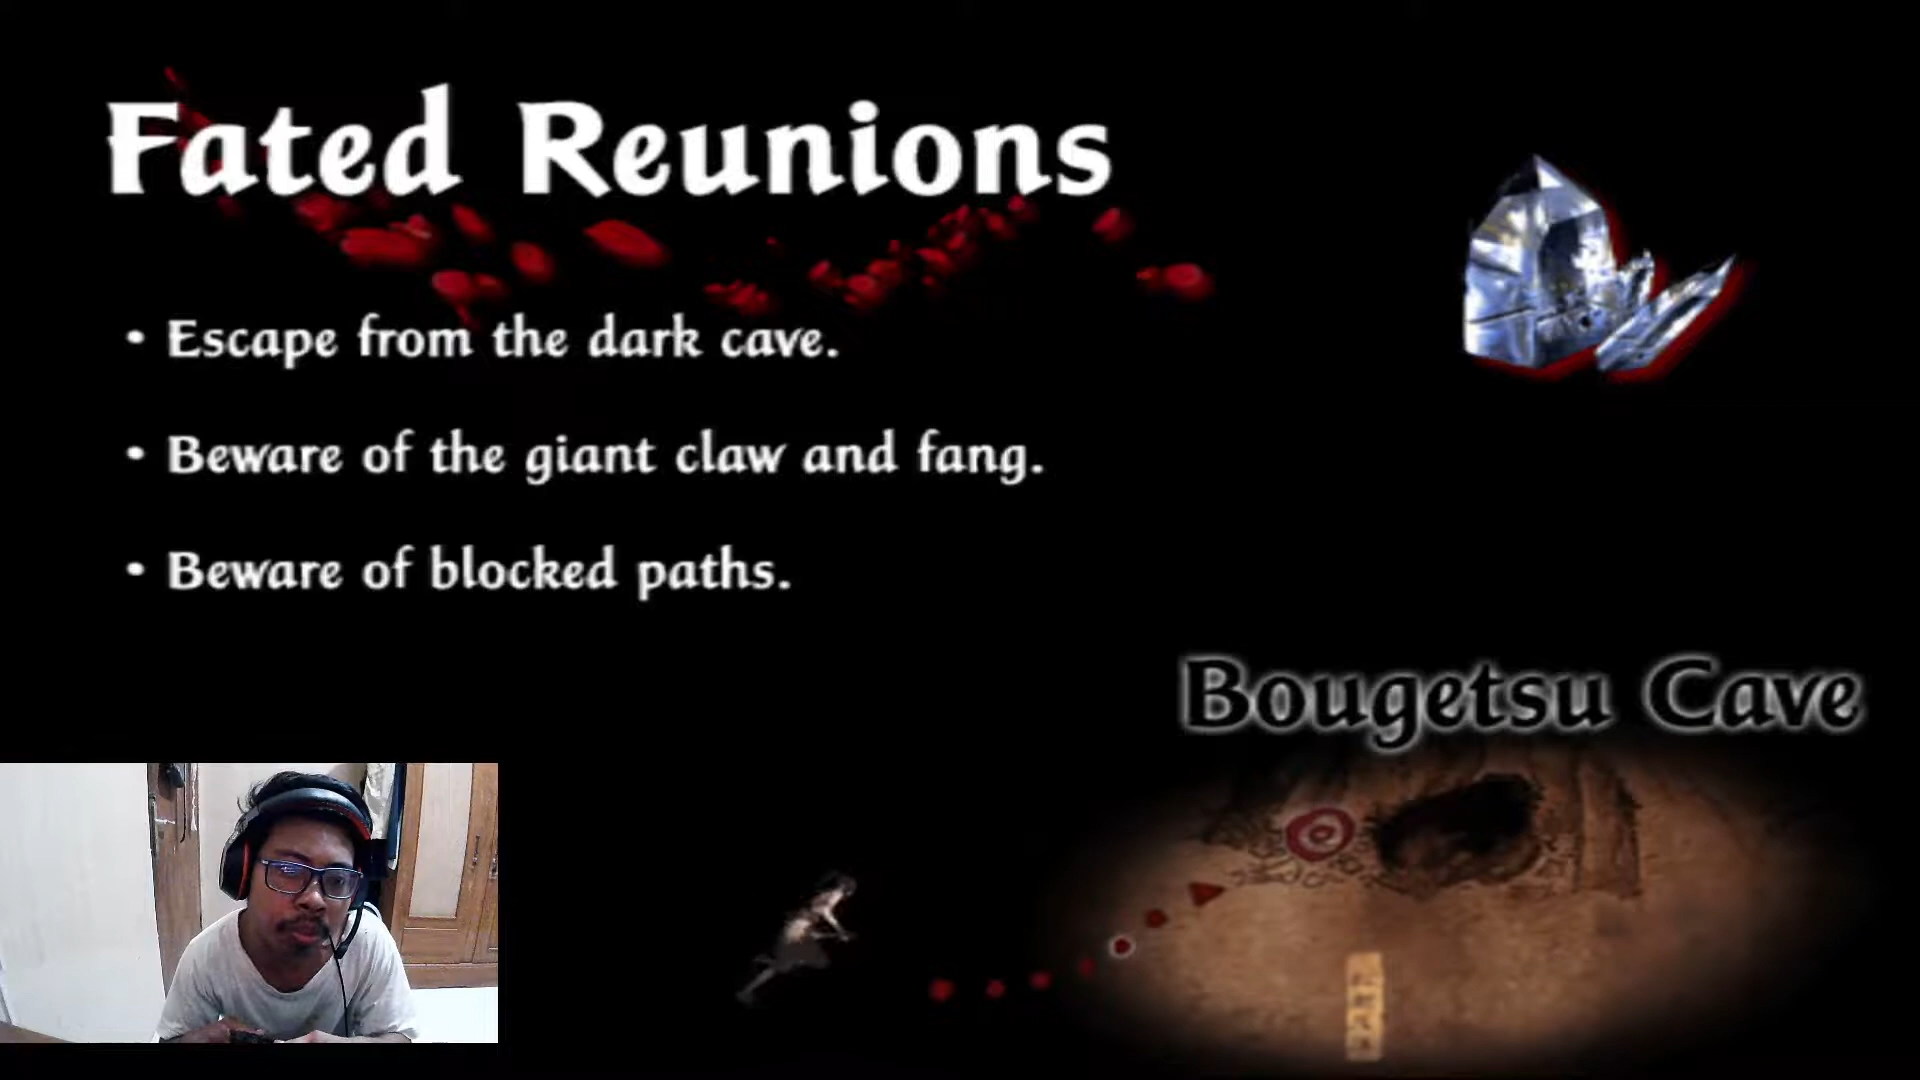 Fated Reunions
• Escape from the dark cave.
• Beware of the giant claw and fang.
• Beware of blocked paths.
Bougetsu Cave